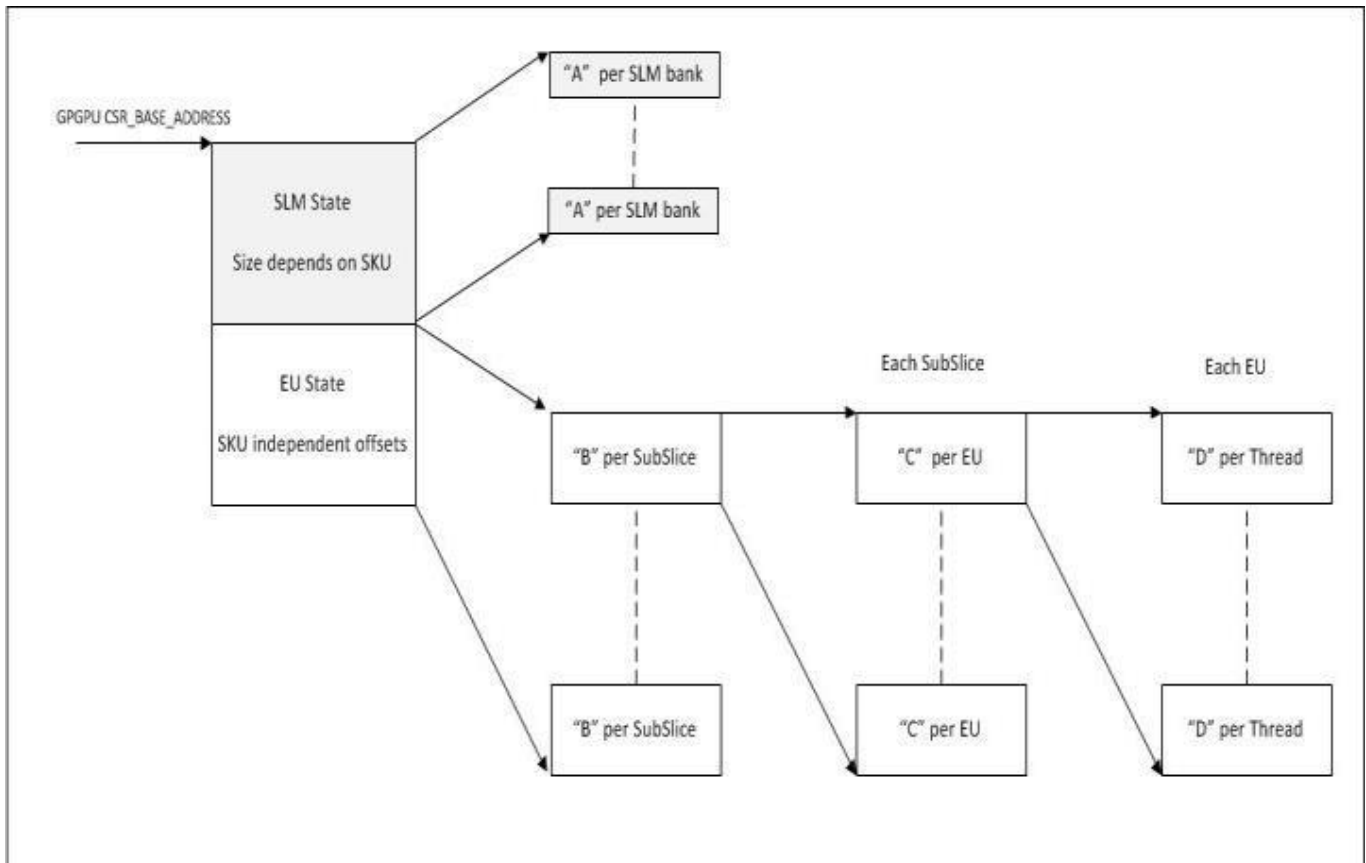 “A” per SLM bank
GPGPU CSR_BASE_ADDRESS
SLM State
Size depends on SKU
“A” per SLM bank
EU State
SKU independent offsets
Each SubSlice
Each EU
“B” per SubSlice
“C” per EU
“D” per Thread
“B” per SubSlice
“C” per EU
“D” per Thread